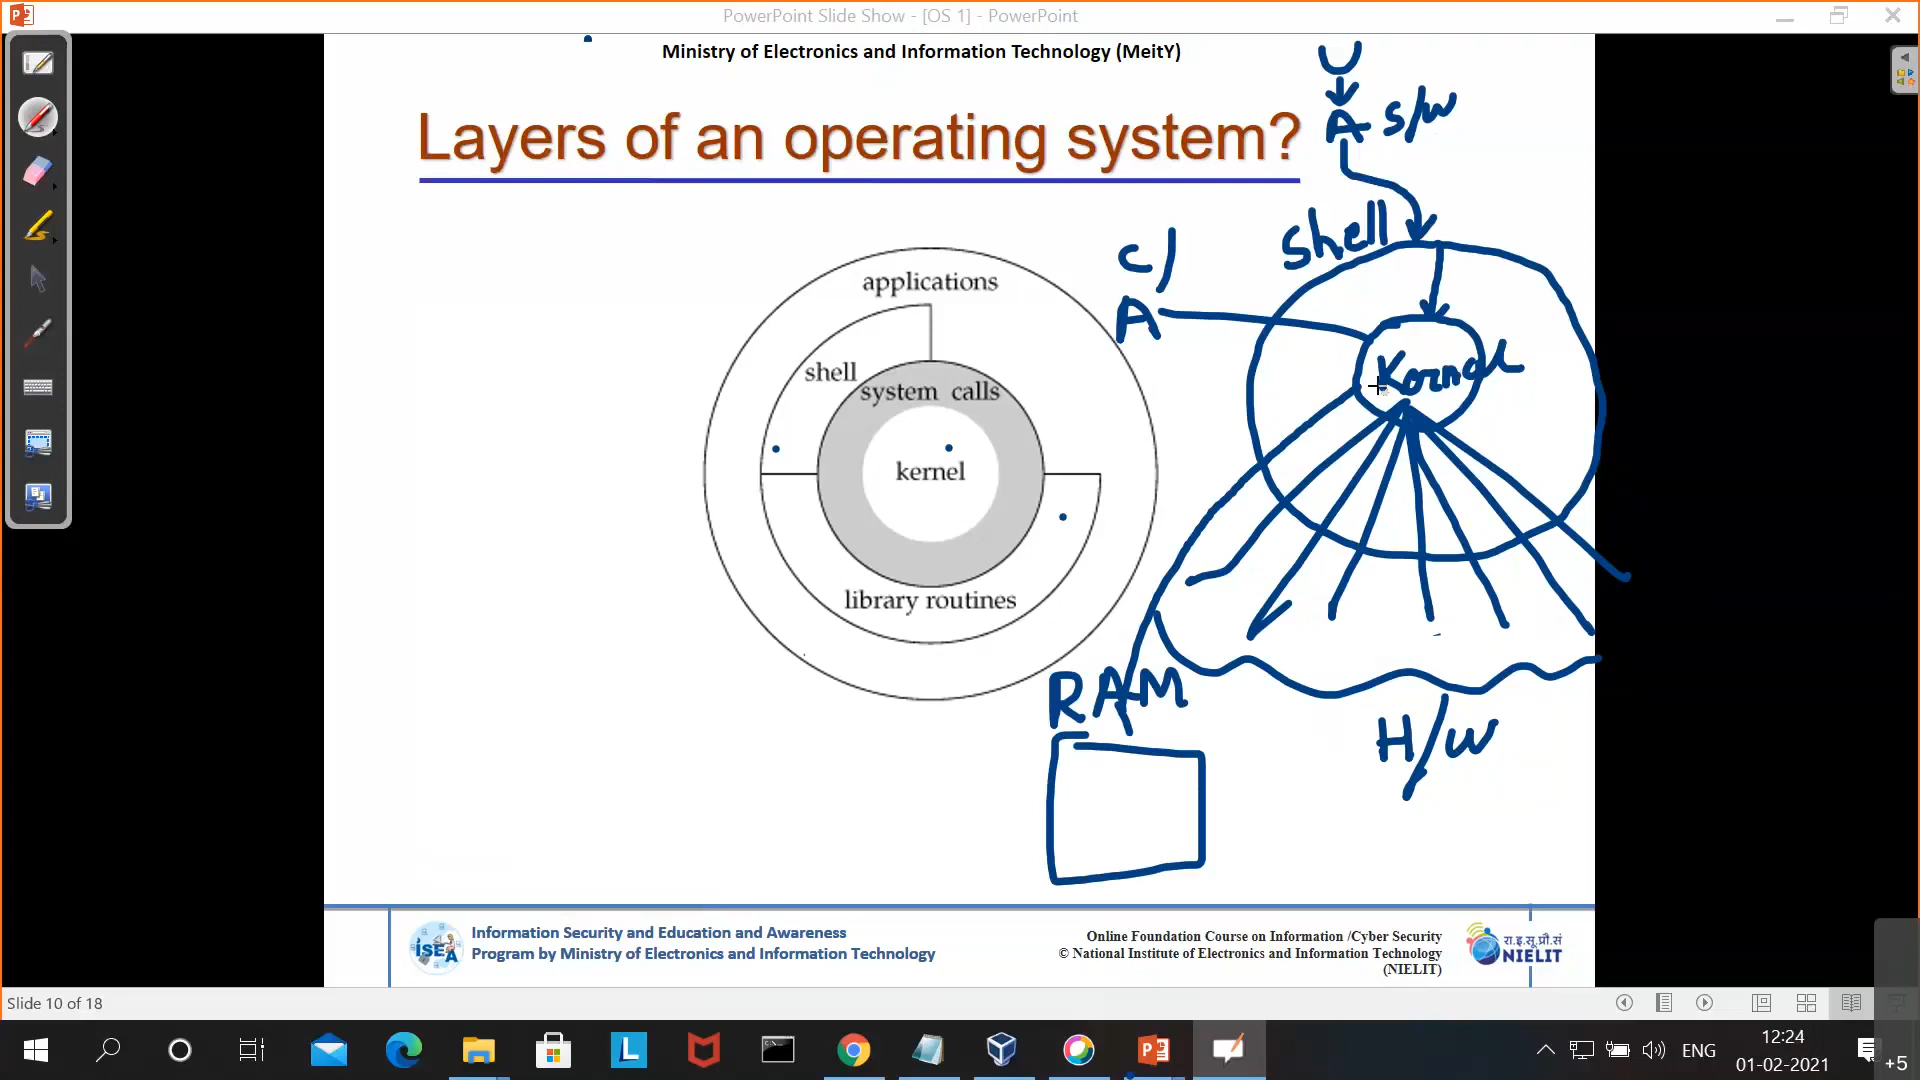 PowerPoint Slide Show - [OS 1] - PowerPoint
Ministry of Electronics and Information Technology (MeitY)
Layers of an operating system?
U
A S/W
Shell
C/
A
Kernel
RAM
H/W
applications
shell
system calls
kernel
library routines
ISEA
Information Security and Education and Awareness
Program by Ministry of Electronics and Information Technology
Online Foundation Course on Information /Cyber Security
© National Institute of Electronics and Information Technology
(NIELIT)
रा.इ.सू.प्रौ.सं
NIELIT
Slide 10 of 18
L
ENG
12:24
01-02-2021
+5